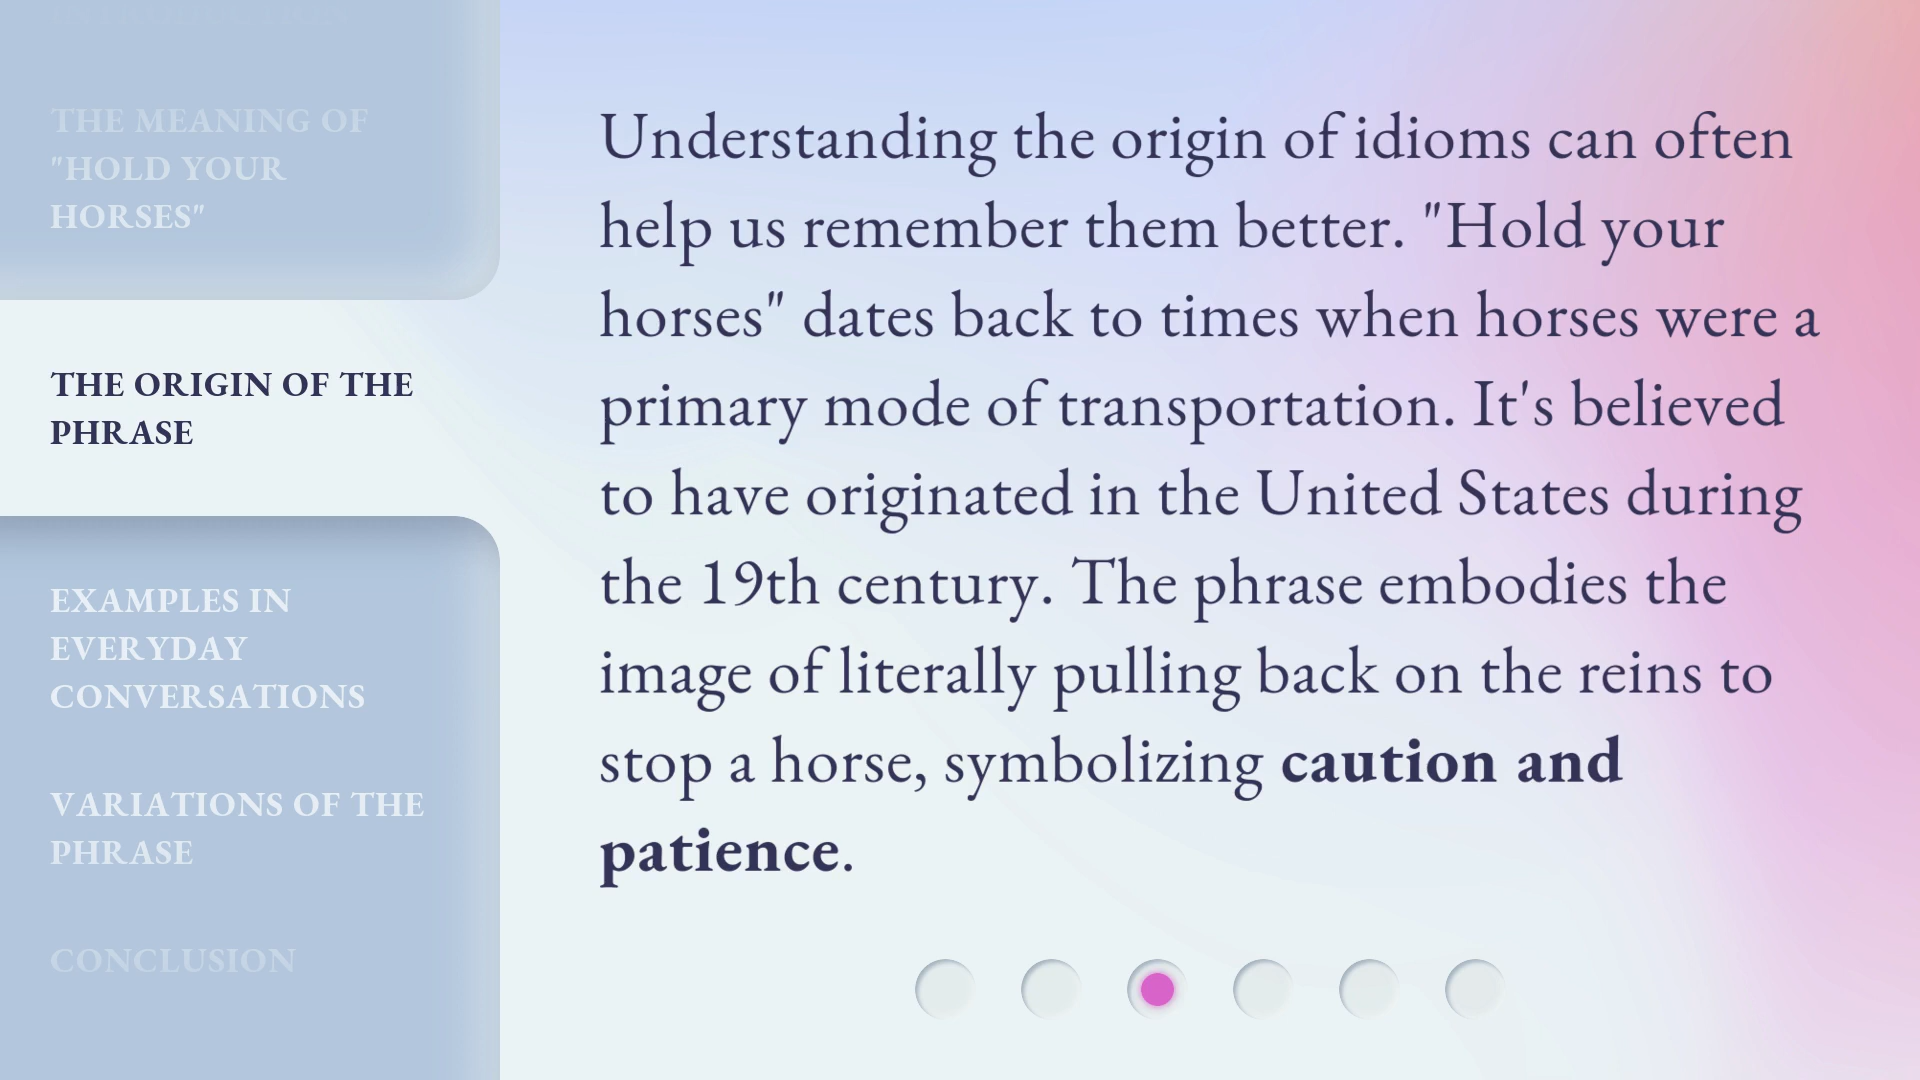 THE MEANING OF
"HOLD YOUR
HORSES"
THE ORIGIN OF THE
PHRASE
EXAMPLES IN
EVERYDAY
CONVERSATIONS
VARIATIONS OF THE
PHRASE
CONCLUSION
Understanding the origin of idioms can often
help us remember them better. "Hold your
horses" dates back to times when horses were a
primary mode of transportation. It's believed
to have originated in the United States during
the 19th century. The phrase embodies the
image of literally pulling back on the reins to
stop a horse, symbolizing caution and
patience.